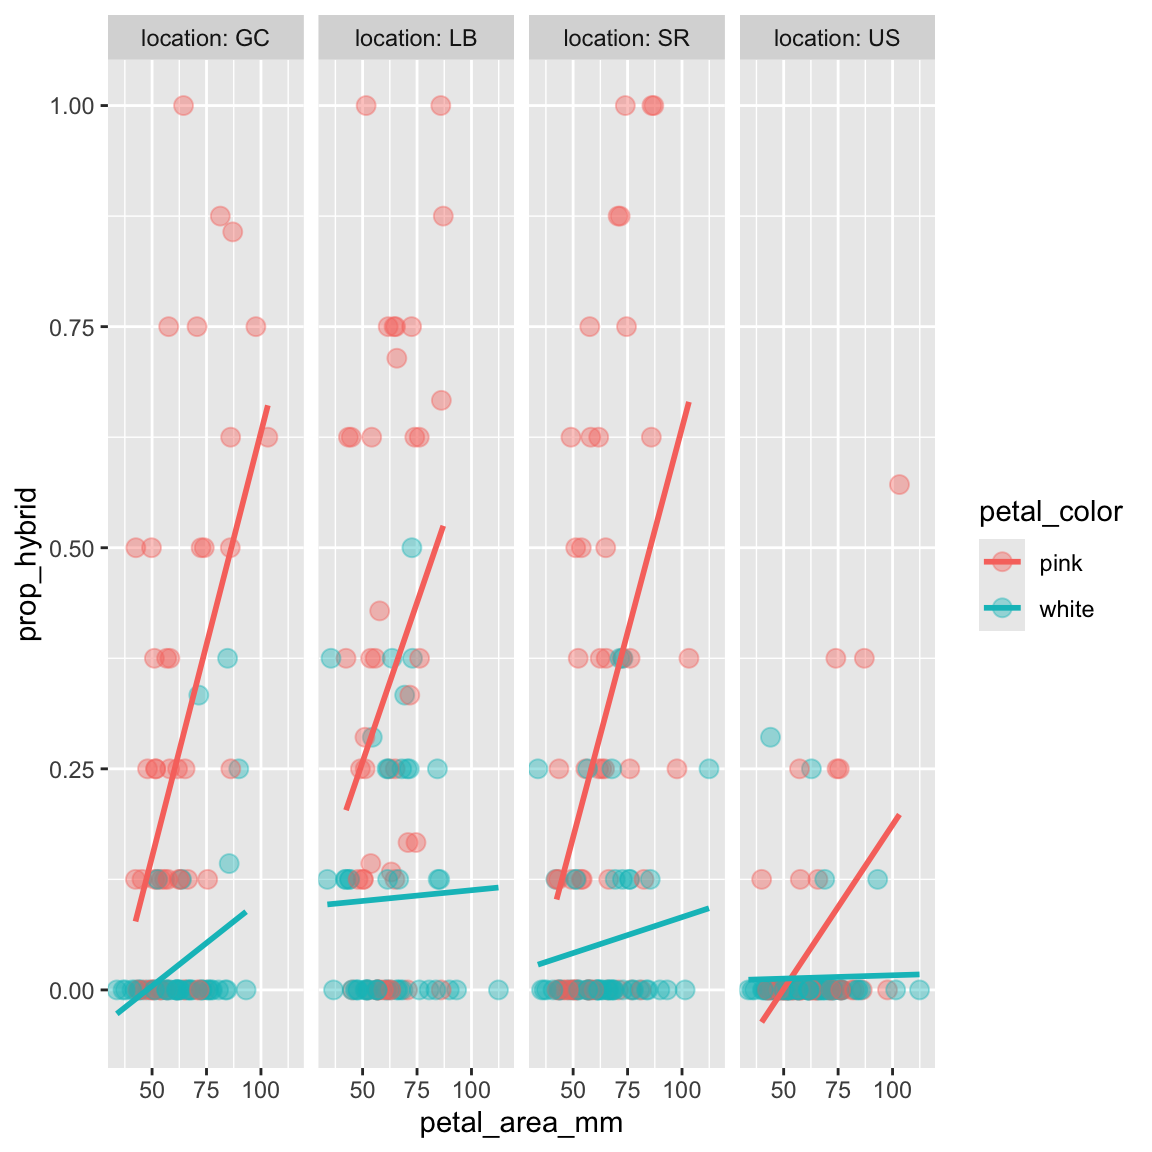 location: GC
location: LB
location: SR
location: US
1.00
0.75
0.50
0.25
0.00
prop_hybrid
50 75 100
50 75 100
50 75 100
50 75 100
petal_area_mm
petal_color
pink
white